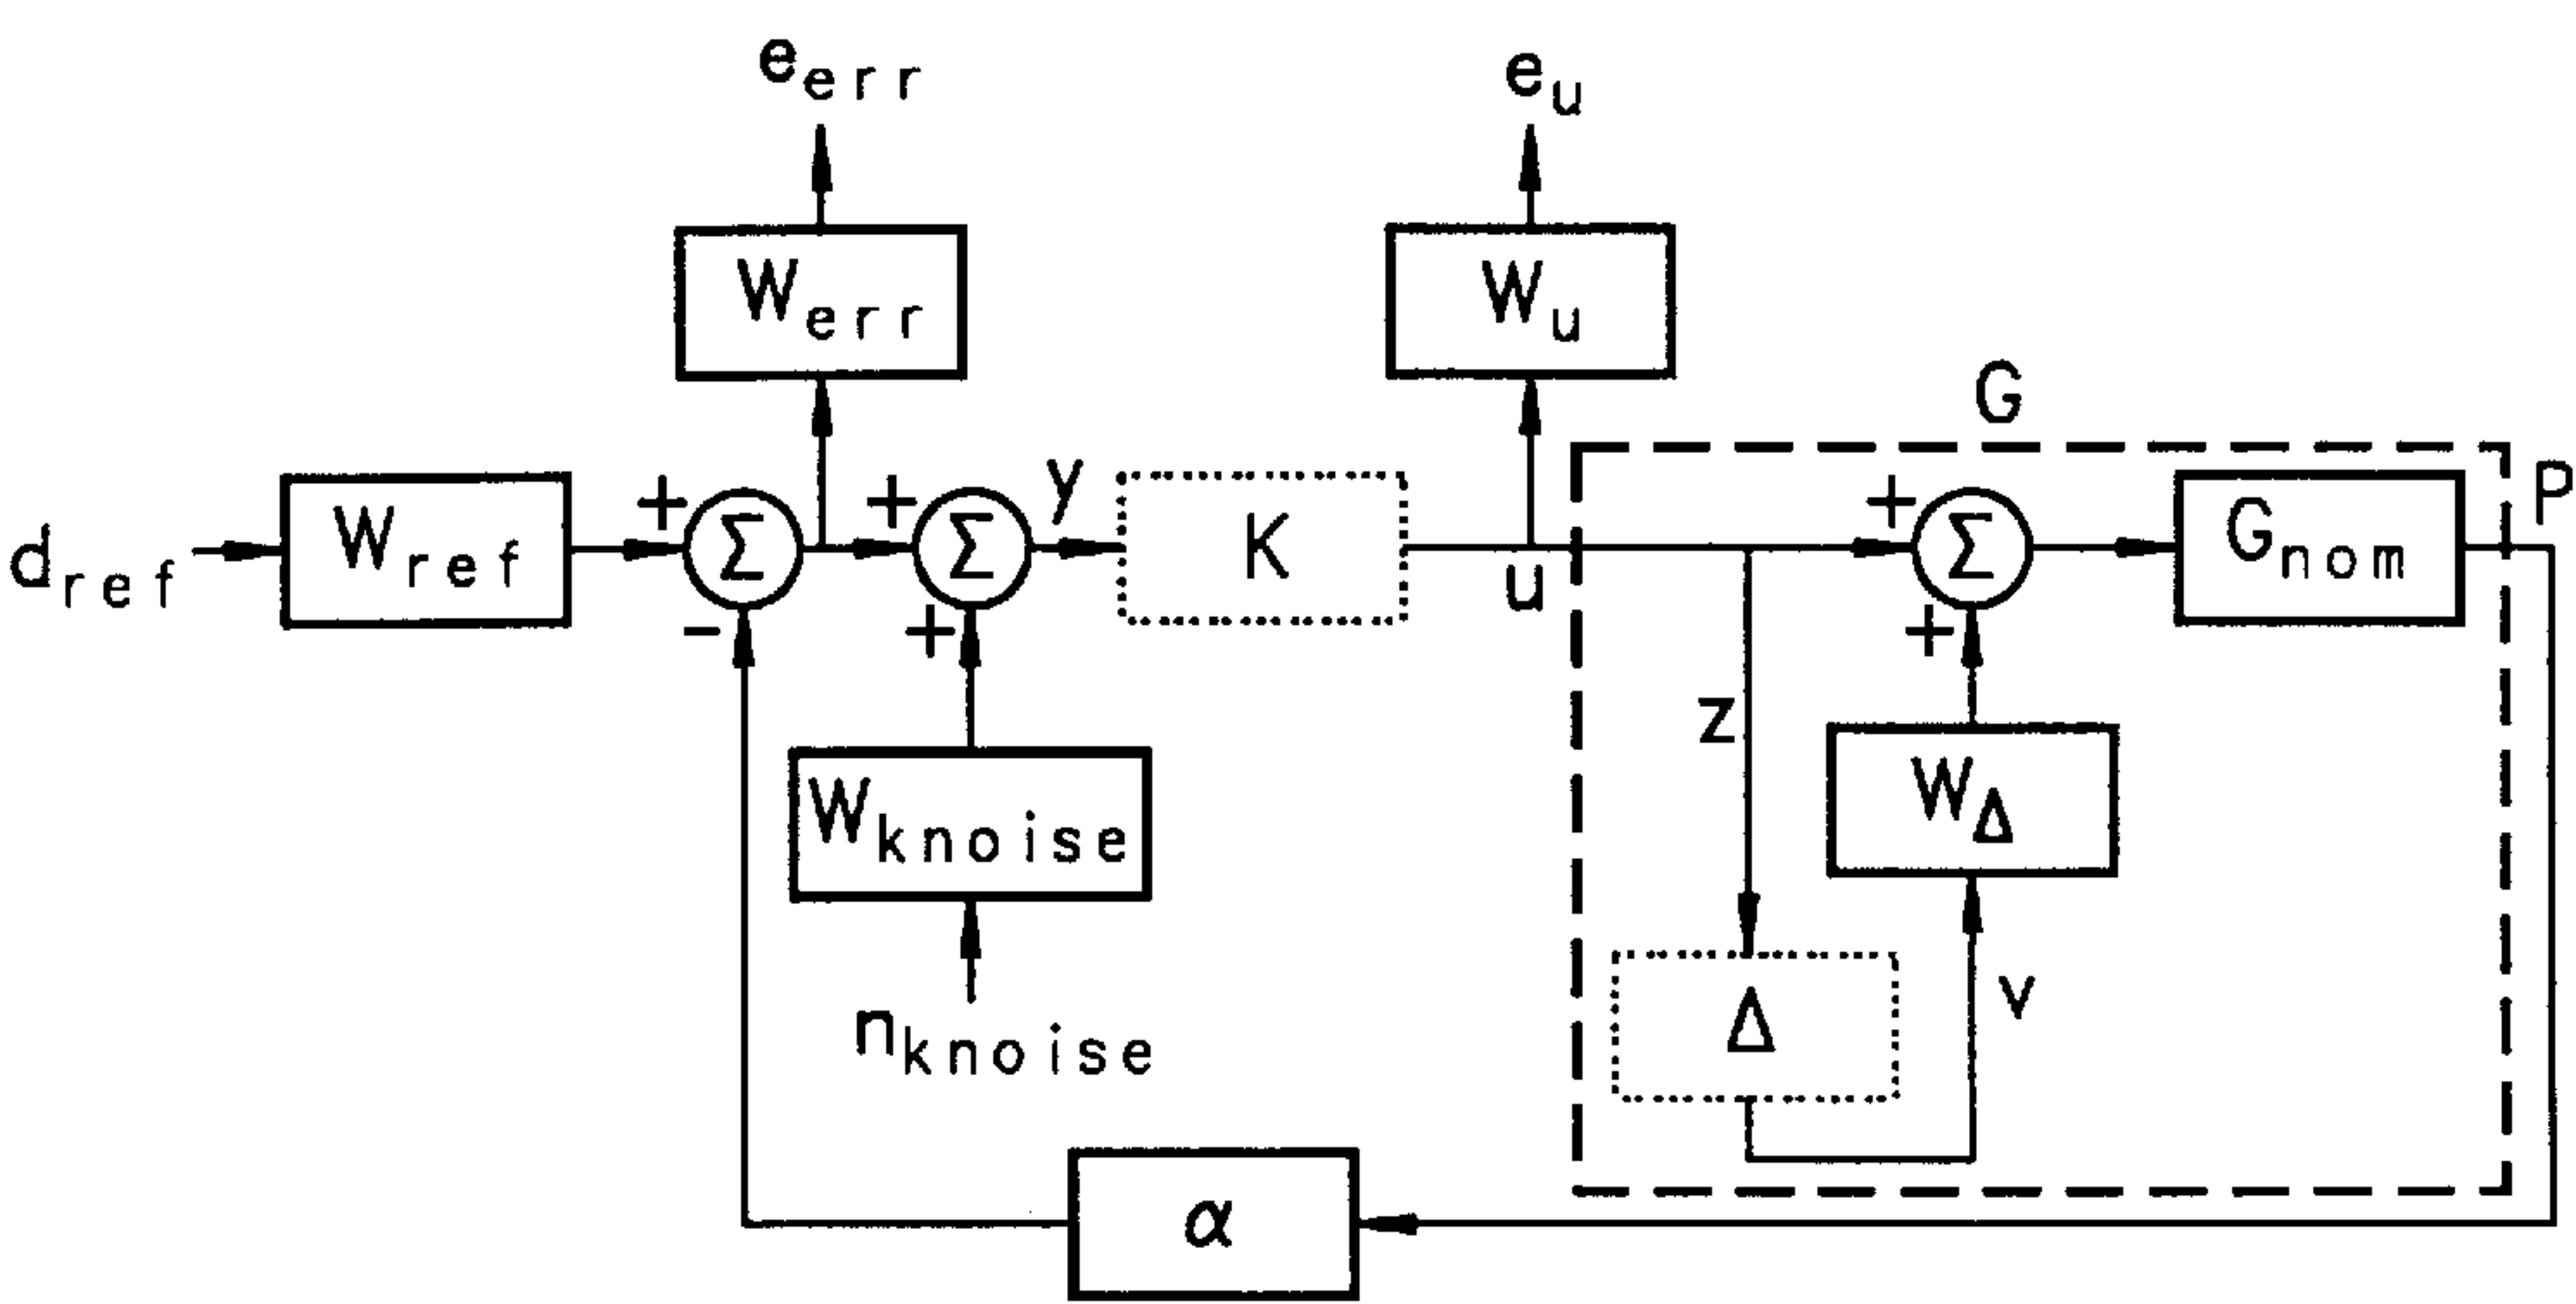 e_err
e_u
W_err
W_u
G
d_ref
W_ref
+
Σ
-
+
Σ
+
y
K
u
+
Σ
+
G_nom
P
z
W_Δ
W_knoise
v
Δ
n_knoise
α